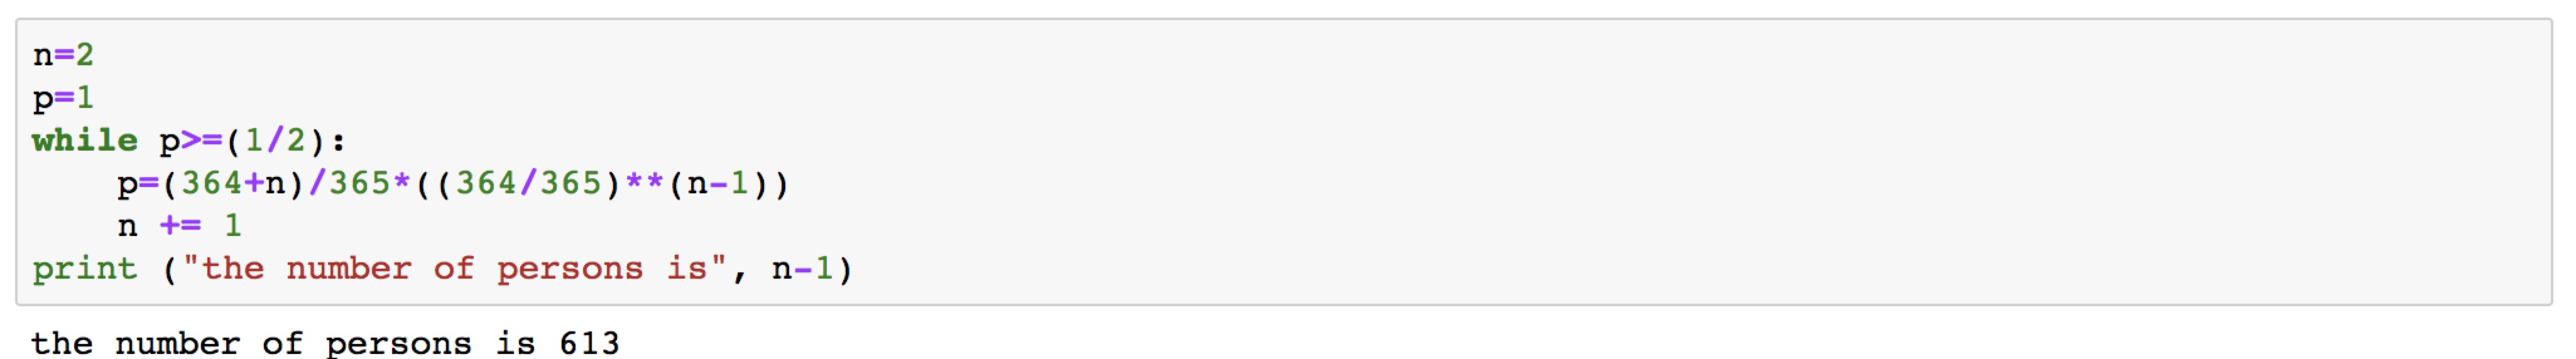 n=2
p=1
while p>=(1/2):
    p=(364+n)/365*((364/365)**(n-1))
    n += 1
print ("the number of persons is", n-1)
the number of persons is 613